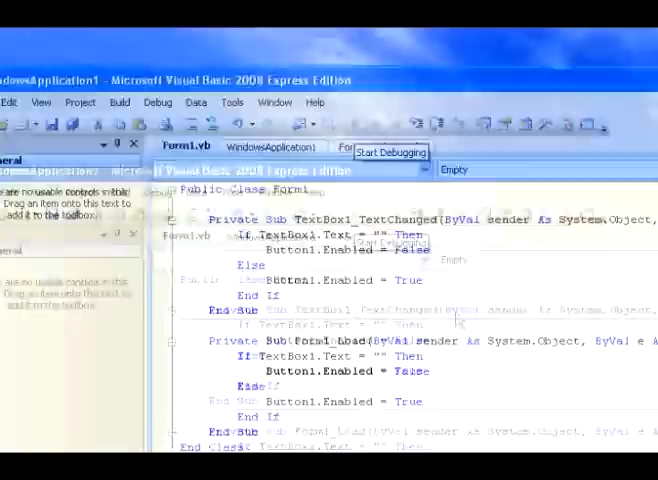 ndowsApplication1 - Microsoft Visual Basic 2008 Express Edition
Edit View Project Build Debug Data Tools Window Help
Form1.vb WindowsApplication1 For
Start Debugging
neral
Empty
are no usable controls in this
Drag an item onto this text to
add it to the toolbox.
Public Class Form1
Private Sub TextBox1_TextChanged(ByVal sender As System.Object,
If TextBox1.Text = "" Then
Button1.Enabled = False
Else
Button1.Enabled = True
End If
End Sub
Private Sub Form1_Load(ByVal sender As System.Object, ByVal e A
If TextBox1.Text = "" Then
Button1.Enabled = False
Else
Button1.Enabled = True
End If
End Sub
End Class